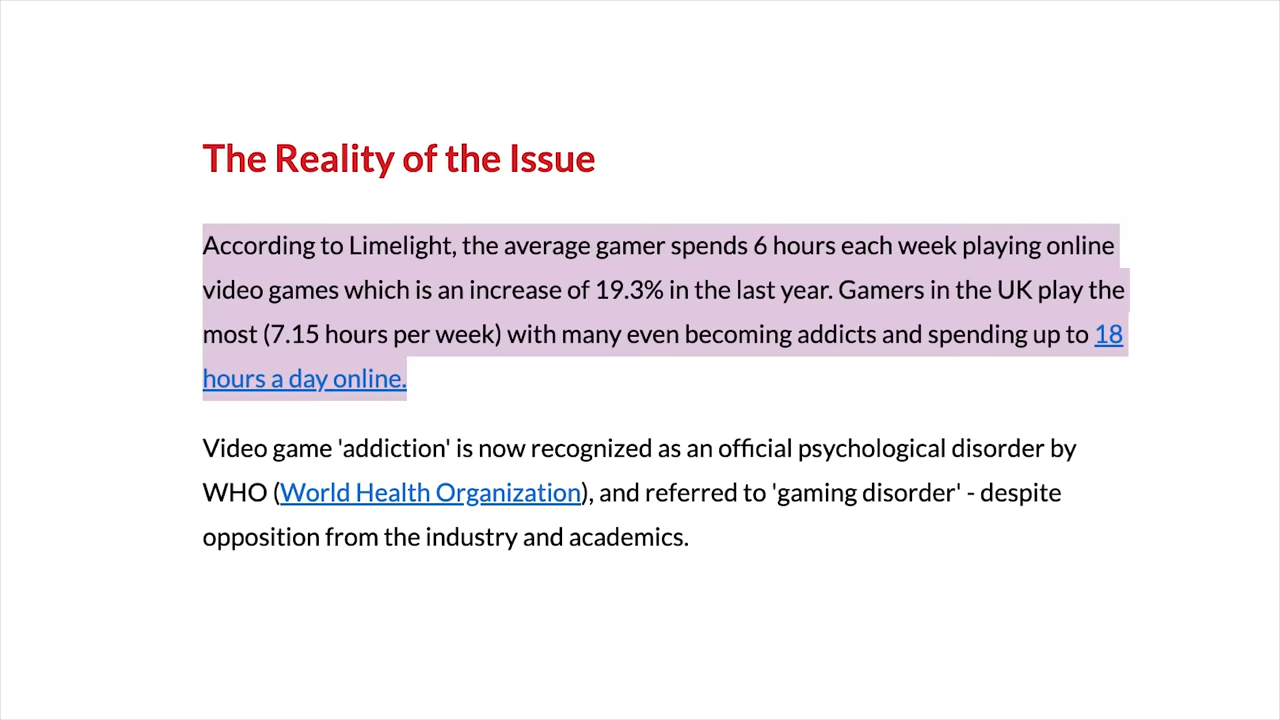 The Reality of the Issue
According to Limelight, the average gamer spends 6 hours each week playing online
video games which is an increase of 19.3% in the last year. Gamers in the UK play the
most (7.15 hours per week) with many even becoming addicts and spending up to 18
hours a day online.
Video game 'addiction' is now recognized as an official psychological disorder by
WHO (World Health Organization), and referred to 'gaming disorder' - despite
opposition from the industry and academics.